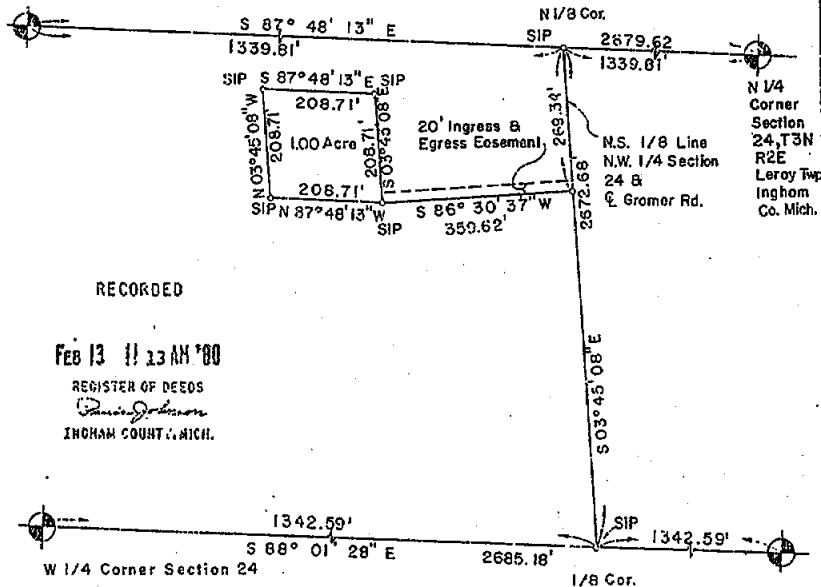 S 87° 48' 13" E
1339.81'
N 1/8 Cor.
SIP
2679.62
1339.81'
N 1/4
Corner
Section
24, T3N
R2E
Leroy Twp
Ingham
Co. Mich.
SIP S 87°48'13"E SIP
208.71'
N 03°45'08"W
208.71'
1.00 Acre
208.71'
S 03°45'08"E
208.71'
SIP N 87°48'13"W
SIP
20' Ingress &
Egress Easement
S 86° 30' 37" W
359.62'
269.34'
N.S. 1/8 Line
N.W. 1/4 Section
24 &
℄ Gramer Rd.
2672.68'
S 03°45'08"E
RECORDED
FEB 13 11 23 AM '80
REGISTER OF DEEDS
INGHAM COUNTY, MICH.
1342.59'
S 88° 01' 28" E
2685.18'
W 1/4 Corner Section 24
SIP
1342.59'
1/8 Cor.